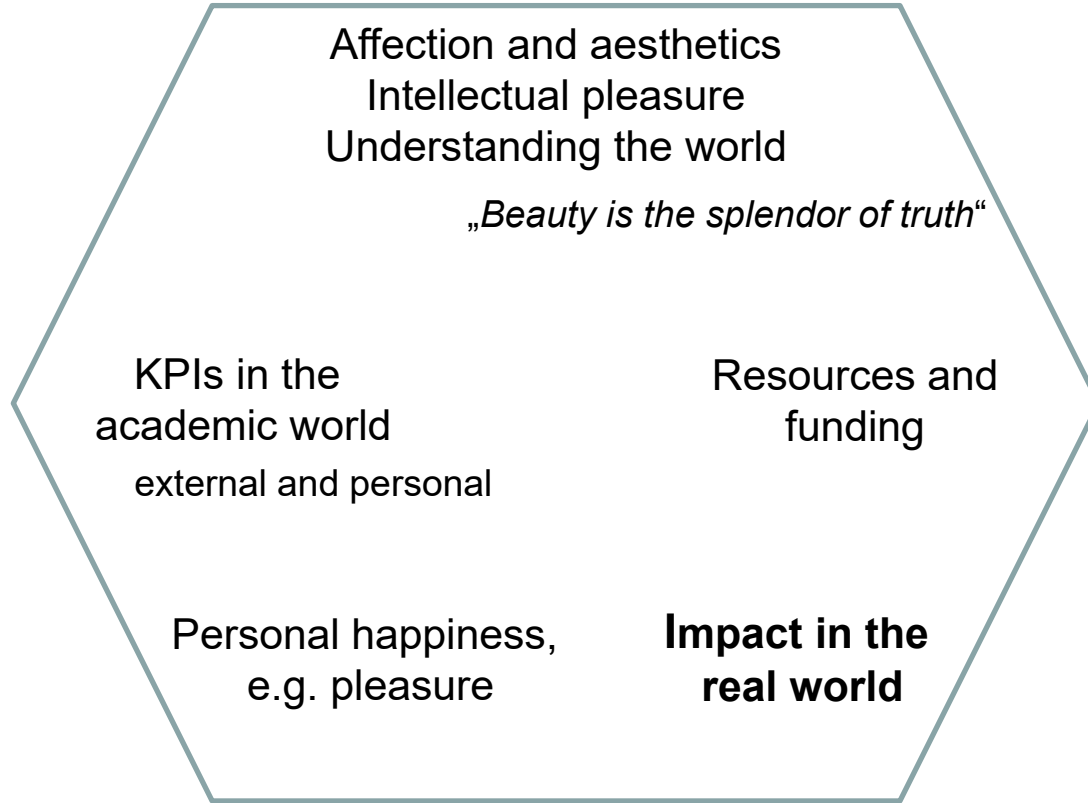 Affection and aesthetics
Intellectual pleasure
Understanding the world
„Beauty is the splendor of truth“
KPIs in the
academic world
external and personal
Resources and
funding
Personal happiness,
e.g. pleasure
Impact in the
real world